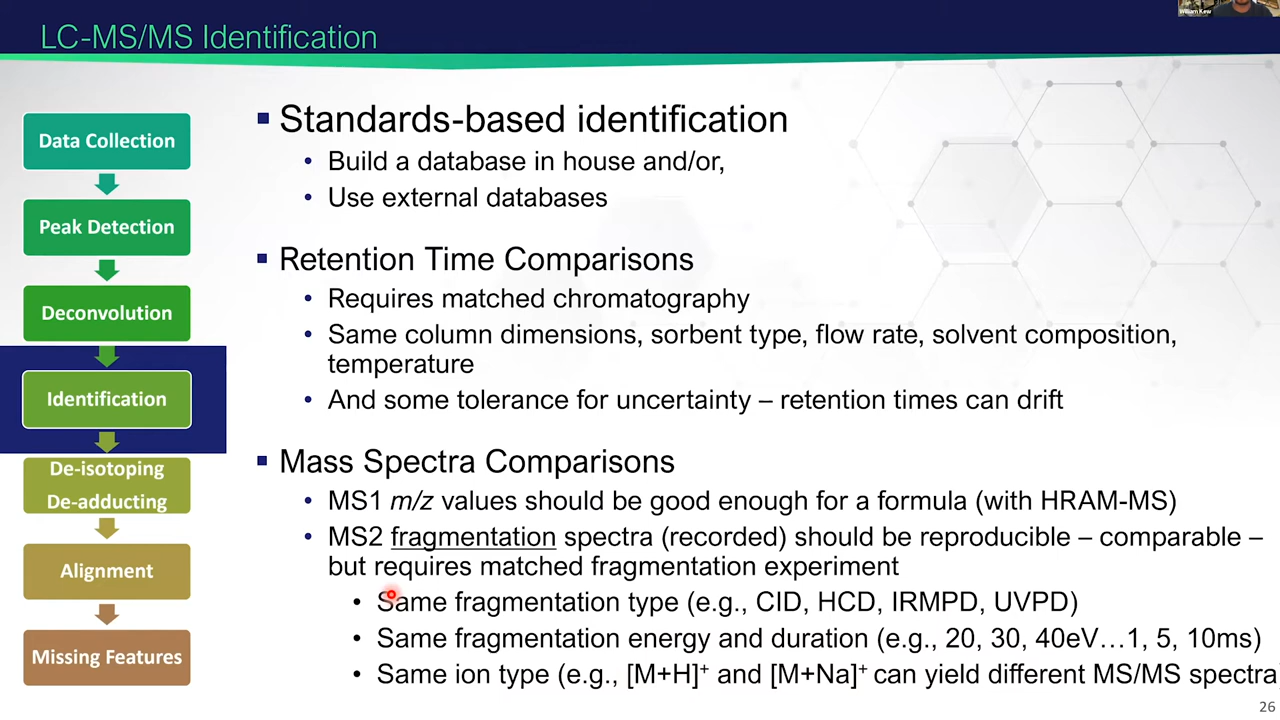 William Kew
LC-MS/MS Identification
Data Collection
Peak Detection
Deconvolution
Identification
De-isotoping
De-adducting
Alignment
Missing Features
▪ Standards-based identification
• Build a database in house and/or,
• Use external databases
▪ Retention Time Comparisons
• Requires matched chromatography
• Same column dimensions, sorbent type, flow rate, solvent composition,
temperature
• And some tolerance for uncertainty – retention times can drift
▪ Mass Spectra Comparisons
• MS1 m/z values should be good enough for a formula (with HRAM-MS)
• MS2 fragmentation spectra (recorded) should be reproducible – comparable –
but requires matched fragmentation experiment
• Same fragmentation type (e.g., CID, HCD, IRMPD, UVPD)
• Same fragmentation energy and duration (e.g., 20, 30, 40eV…1, 5, 10ms)
• Same ion type (e.g., [M+H]⁺ and [M+Na]⁺ can yield different MS/MS spectra
26